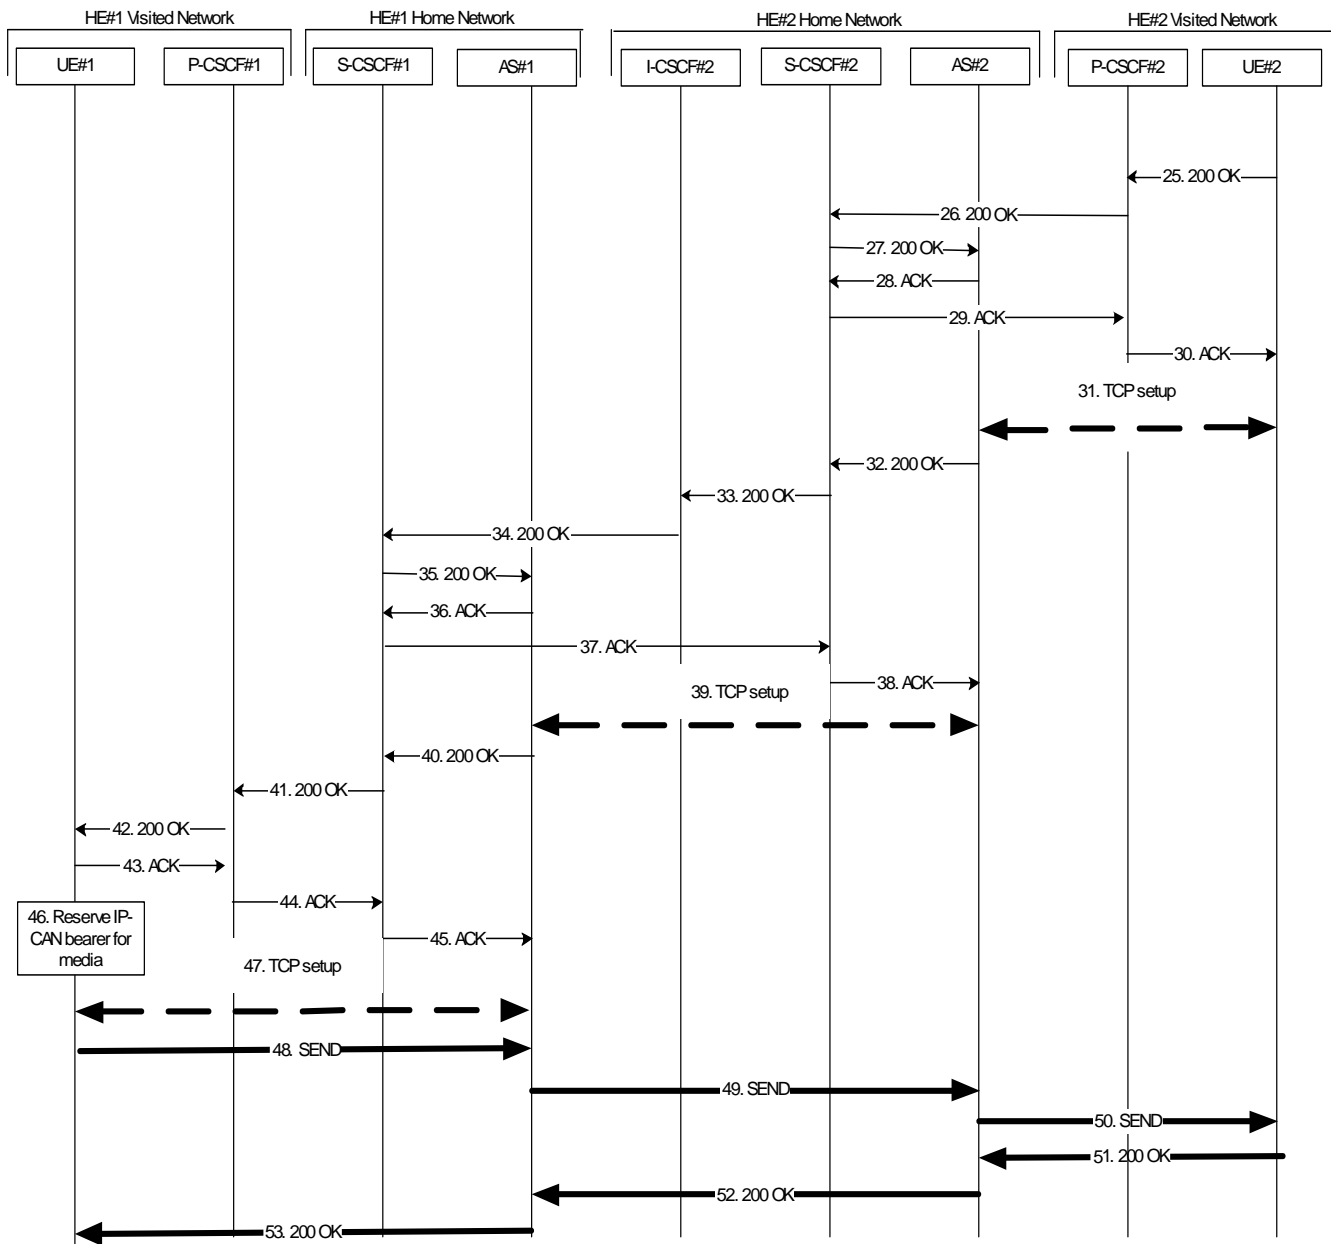 HE#1 Visited Network
HE#1 Home Network
HE#2 Home Network
HE#2 Visited Network
UE#1
P-CSCF#1
S-CSCF#1
AS#1
I-CSCF#2
S-CSCF#2
AS#2
P-CSCF#2
UE#2
25. 200 OK
26. 200 OK
27. 200 OK
28. ACK
29. ACK
30. ACK
31. TCP setup
32. 200 OK
33. 200 OK
34. 200 OK
35. 200 OK
36. ACK
37. ACK
38. ACK
39. TCP setup
40. 200 OK
41. 200 OK
42. 200 OK
43. ACK
44. ACK
46. Reserve IP-
CAN bearer for
media
45. ACK
47. TCP setup
48. SEND
49. SEND
50. SEND
51. 200 OK
52. 200 OK
53. 200 OK